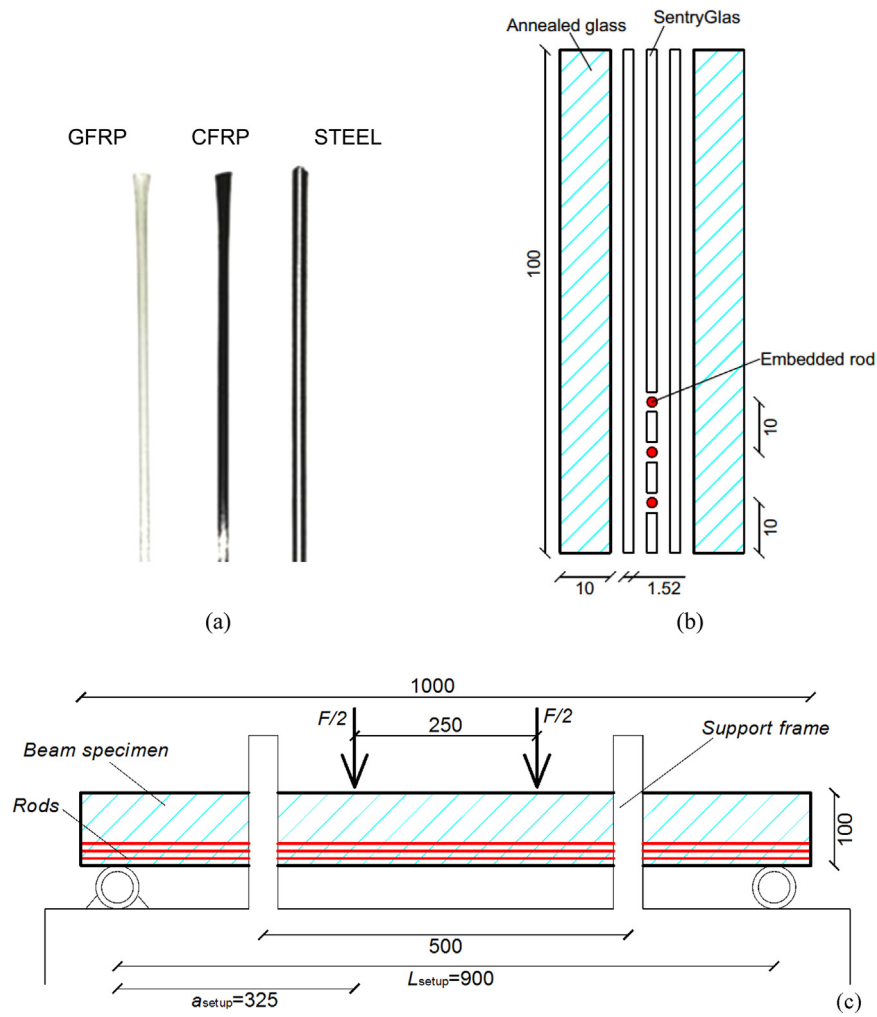 GFRP
CFRP
STEEL
(a)
Annealed glass
SentryGlas
100
Embedded rod
10
10
10
1.52
(b)
1000
F/2
250
F/2
Support frame
Beam specimen
Rods
100
500
Lsetup=900
asetup=325
(c)